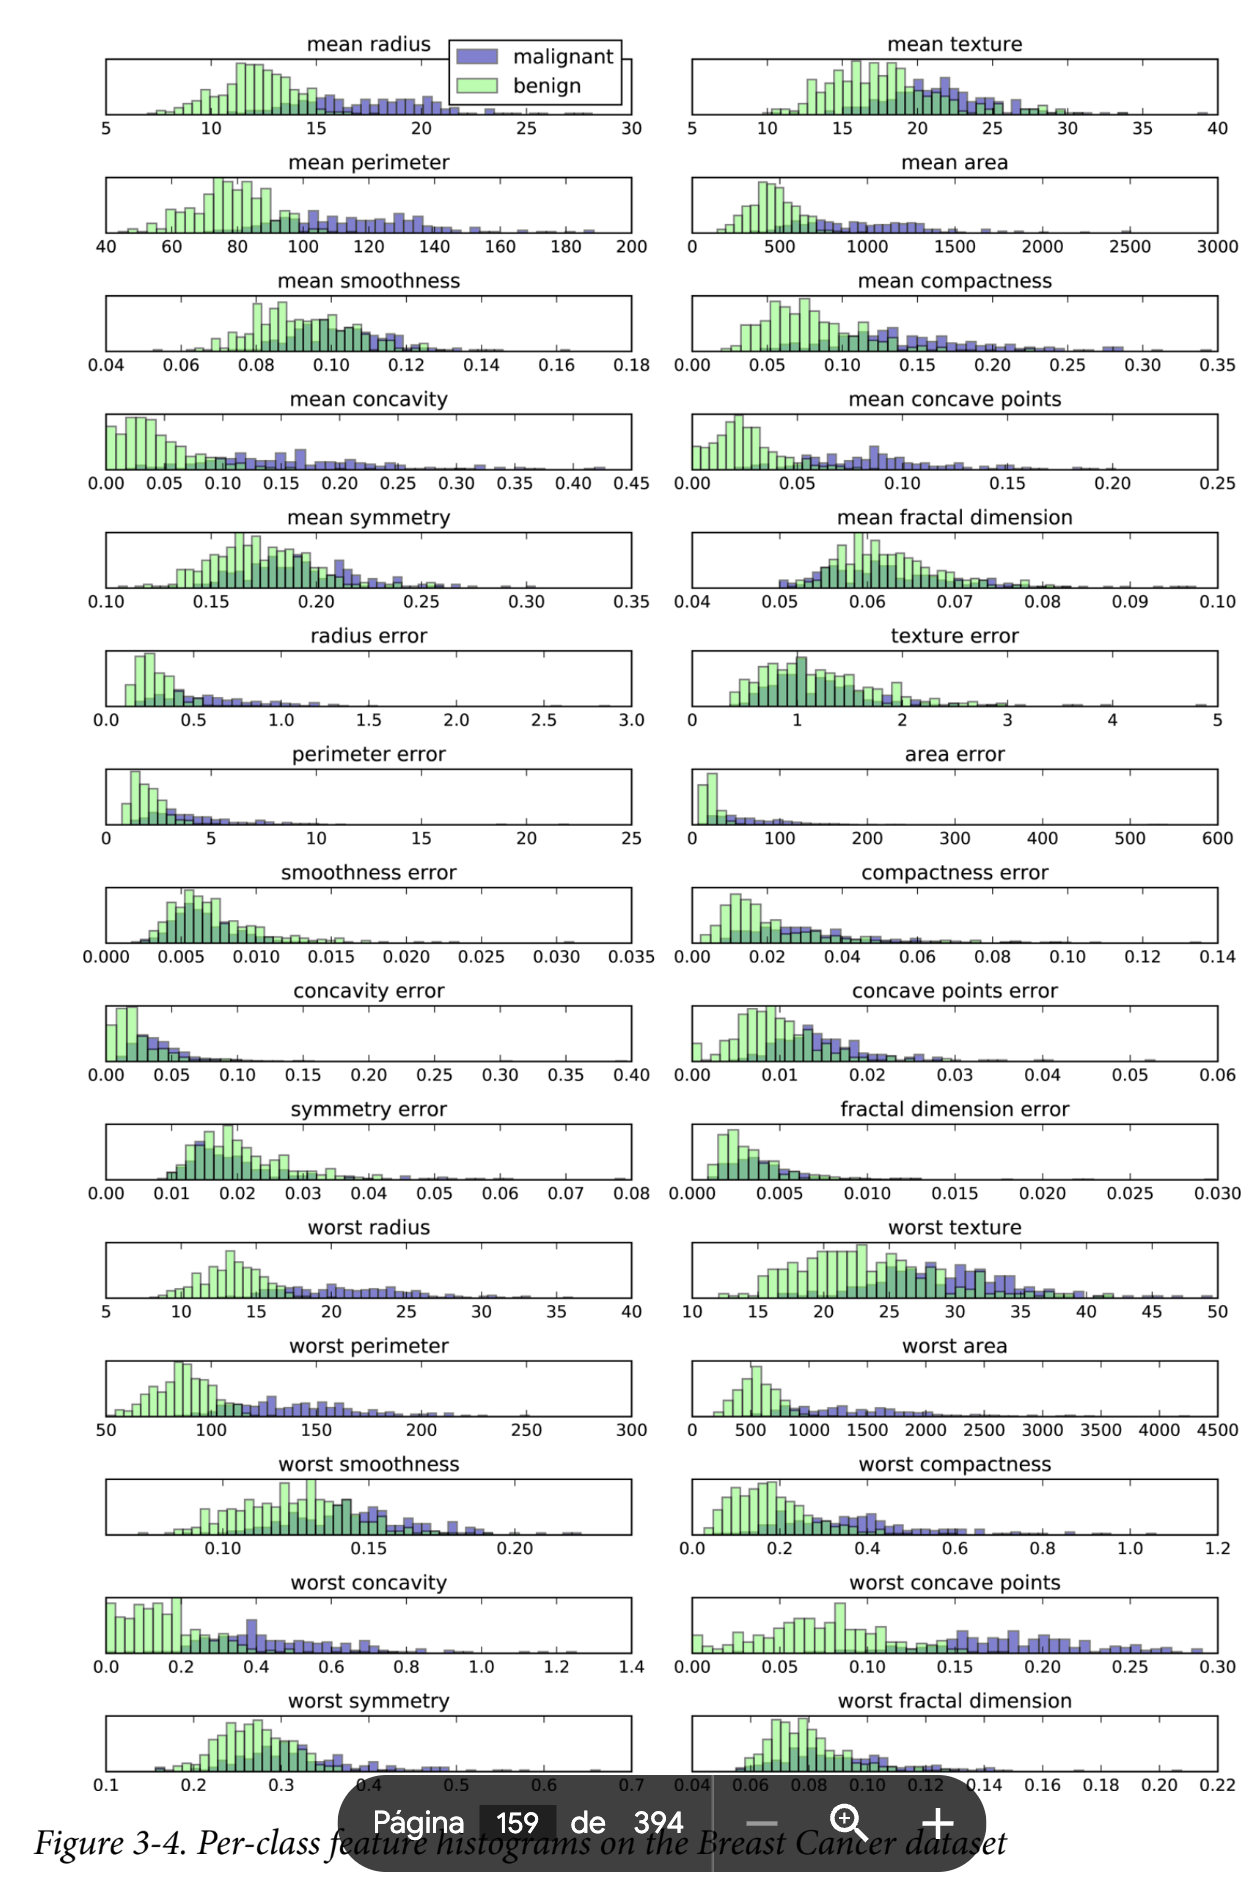 mean radius
malignant
benign
5 10 15 20 25 30
mean texture
5 10 15 20 25 30 35 40
mean perimeter
40 60 80 100 120 140 160 180 200
mean area
0 500 1000 1500 2000 2500 3000
mean smoothness
0.04 0.06 0.08 0.10 0.12 0.14 0.16 0.18
mean compactness
0.00 0.05 0.10 0.15 0.20 0.25 0.30 0.35
mean concavity
0.00 0.05 0.10 0.15 0.20 0.25 0.30 0.35 0.40 0.45
mean concave points
0.00 0.05 0.10 0.15 0.20 0.25
mean symmetry
0.10 0.15 0.20 0.25 0.30 0.35
mean fractal dimension
0.04 0.05 0.06 0.07 0.08 0.09 0.10
radius error
0.0 0.5 1.0 1.5 2.0 2.5 3.0
texture error
0 1 2 3 4 5
perimeter error
0 5 10 15 20 25
area error
0 100 200 300 400 500 600
smoothness error
0.000 0.005 0.010 0.015 0.020 0.025 0.030 0.035
compactness error
0.00 0.02 0.04 0.06 0.08 0.10 0.12 0.14
concavity error
0.00 0.05 0.10 0.15 0.20 0.25 0.30 0.35 0.40
concave points error
0.00 0.01 0.02 0.03 0.04 0.05 0.06
symmetry error
0.00 0.01 0.02 0.03 0.04 0.05 0.06 0.07 0.08
fractal dimension error
0.000 0.005 0.010 0.015 0.020 0.025 0.030
worst radius
5 10 15 20 25 30 35 40
worst texture
10 15 20 25 30 35 40 45 50
worst perimeter
50 100 150 200 250 300
worst area
0 500 1000 1500 2000 2500 3000 3500 4000 4500
worst smoothness
0.10 0.15 0.20
worst compactness
0.0 0.2 0.4 0.6 0.8 1.0 1.2
worst concavity
0.0 0.2 0.4 0.6 0.8 1.0 1.2 1.4
worst concave points
0.00 0.05 0.10 0.15 0.20 0.25 0.30
worst symmetry
0.1 0.2 0.3 0.4 0.5 0.6 0.7
worst fractal dimension
0.04 0.06 0.08 0.10 0.12 0.14 0.16 0.18 0.20 0.22
Página 159 de 394
Figure 3-4. Per-class feature histograms on the Breast Cancer dataset